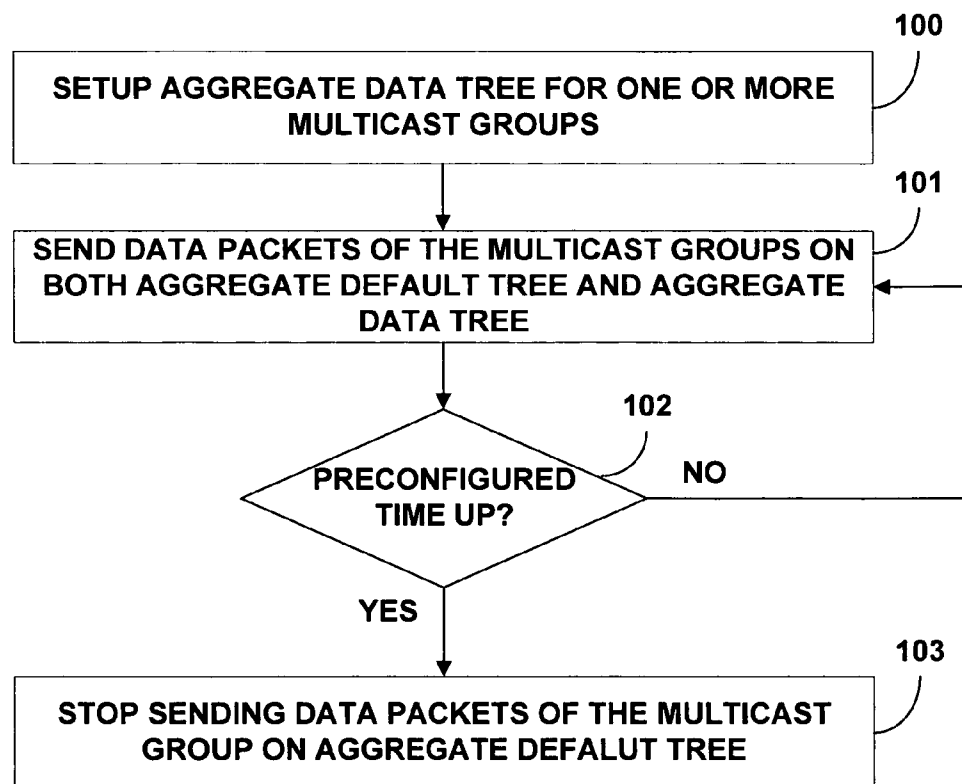 100
SETUP AGGREGATE DATA TREE FOR ONE OR MORE
MULTICAST GROUPS
101
SEND DATA PACKETS OF THE MULTICAST GROUPS ON
BOTH AGGREGATE DEFAULT TREE AND AGGREGATE
DATA TREE
102
PRECONFIGURED
TIME UP?
NO
YES
103
STOP SENDING DATA PACKETS OF THE MULTICAST
GROUP ON AGGREGATE DEFALUT TREE